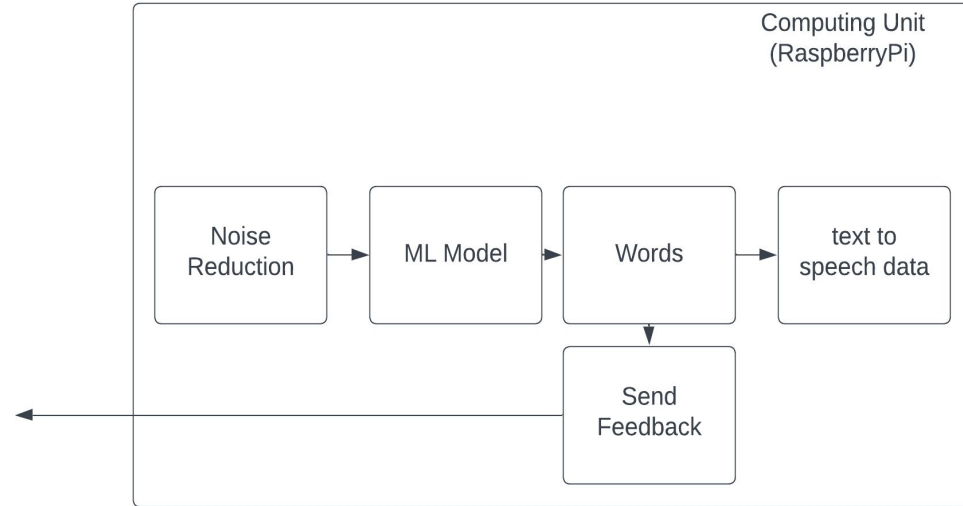 Computing Unit
(RaspberryPi)
Noise
Reduction
ML Model
Words
text to
speech data
Send
Feedback